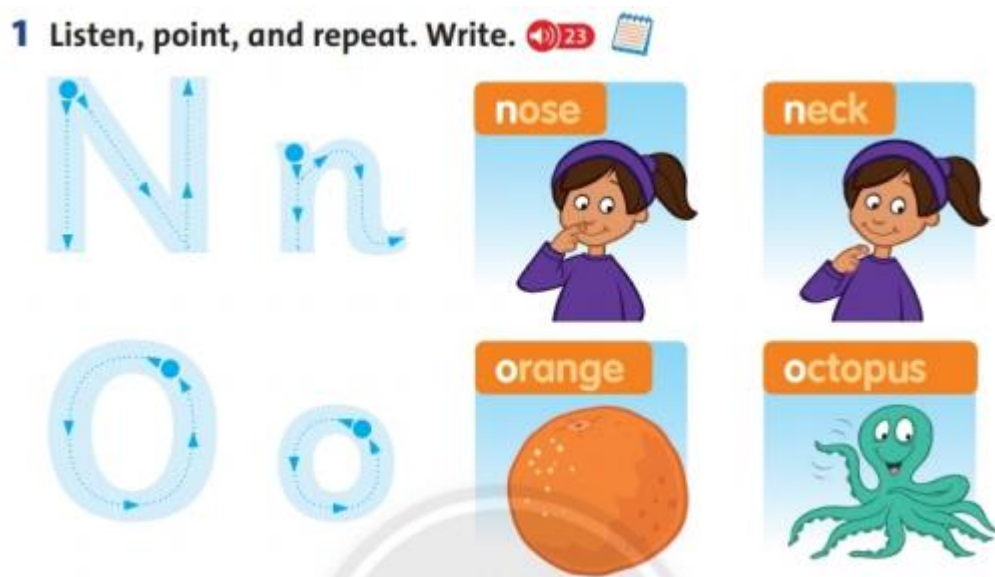 1 Listen, point, and repeat. Write. 23
N n nose neck
O o orange octopus